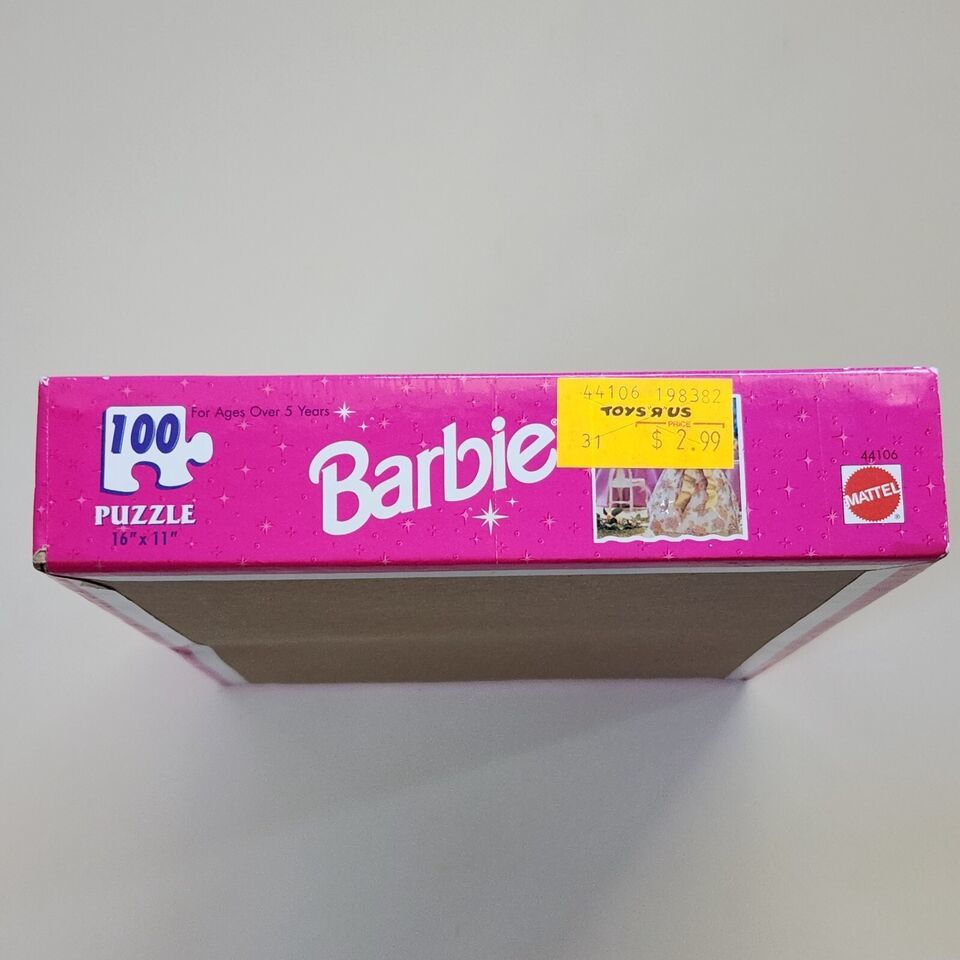 100
For Ages Over 5 Years
PUZZLE
16" x 11"
Barbie®
44106 198382
TOYS"R"US
PRICE
31 $ 2.99
44106
MATTEL
®